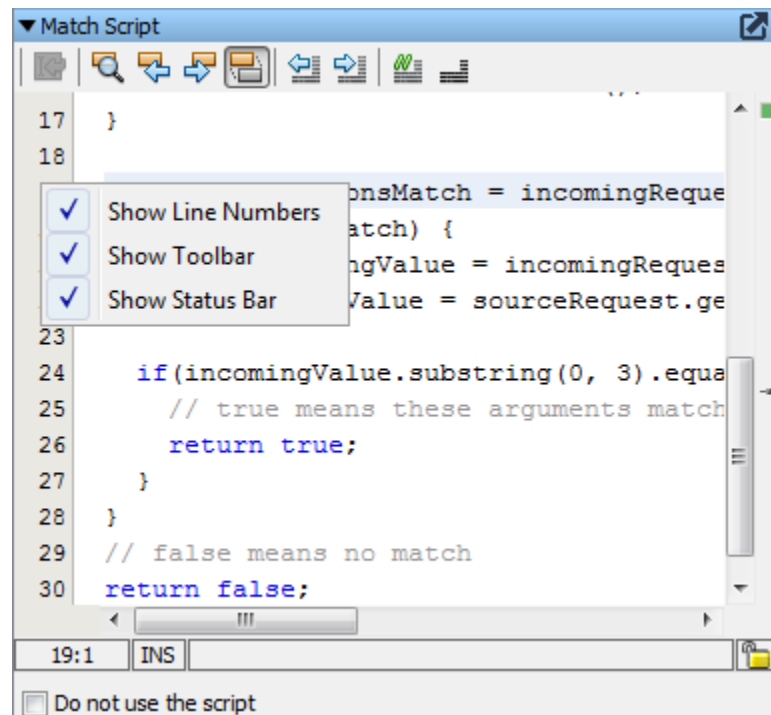 Match Script
17 }
18
onsMatch = incomingReque
Show Line Numbers
atch) {
Show Toolbar
ngValue = incomingReques
Show Status Bar
Value = sourceRequest.ge
23
24 if(incomingValue.substring(0, 3).equa
25 // true means these arguments match
26 return true;
27 }
28 }
29 // false means no match
30 return false;
19:1 INS
Do not use the script